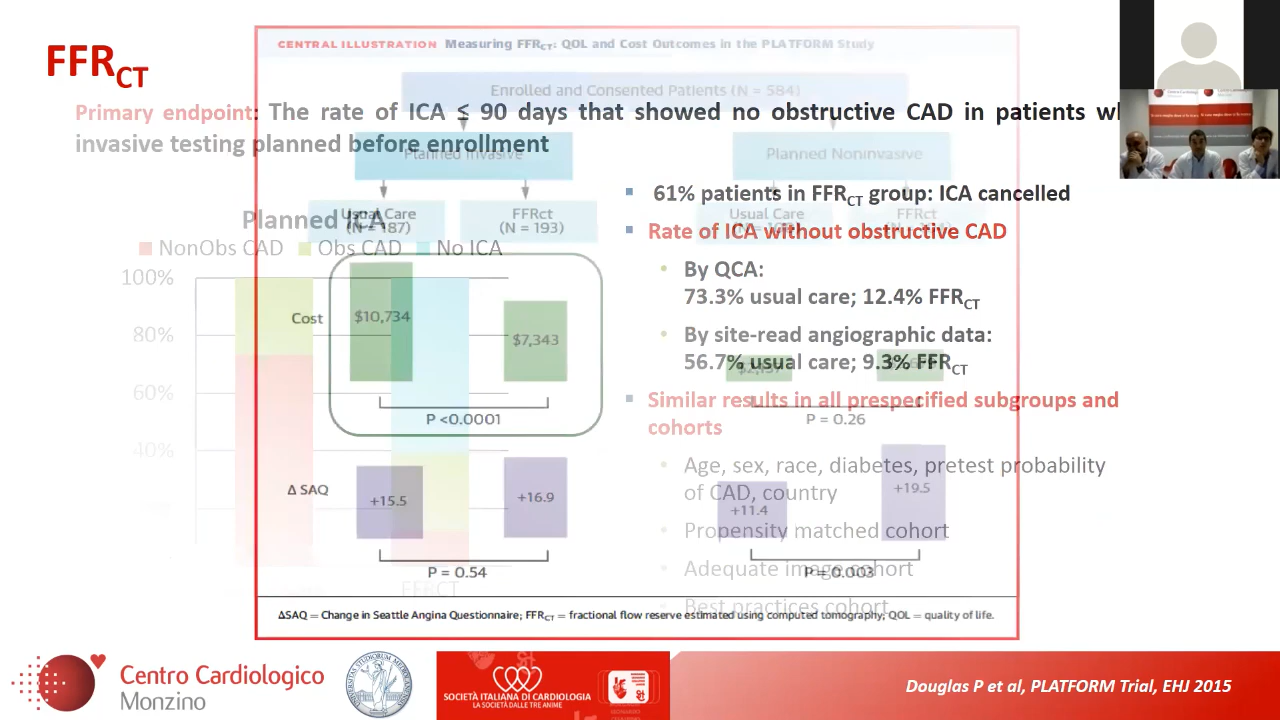 FFRCT
CENTRAL ILLUSTRATION Measuring FFRCT: QOL and Cost Outcomes in the PLATFORM Study
Enrolled and Consented Patients (N = 584)
Primary endpoint: The rate of ICA ≤ 90 days that showed no obstructive CAD in patients
invasive testing planned before enrollment
Planned Invasive
Planned Noninvasive
Usual Care
(N = 187)
FFRct
(N = 193)
Usual Care
FFRct
Planned ICA
NonObs CAD
Obs CAD
No ICA
100%
80%
60%
40%
Cost
$10,734
$7,343
P <0.0001
P = 0.26
Δ SAQ
+15.5
+16.9
P = 0.54
+11.4
+19.5
P = 0.003
FFRCT
61% patients in FFRCT group: ICA cancelled
Rate of ICA without obstructive CAD
By QCA:
73.3% usual care; 12.4% FFRCT
By site-read angiographic data:
56.7% usual care; 9.3% FFRCT
Similar results in all prespecified subgroups and
cohorts
Age, sex, race, diabetes, pretest probability
of CAD, country
Propensity matched cohort
Adequate image cohort
Best practices cohort
ΔSAQ = Change in Seattle Angina Questionnaire; FFRCT = fractional flow reserve estimated using computed tomography; QOL = quality of life.
Centro Cardiologico
Monzino
SOCIETÀ ITALIANA DI CARDIOLOGIA
LA SOCIETÀ DALLE TRE ANIME
Douglas P et al, PLATFORM Trial, EHJ 2015